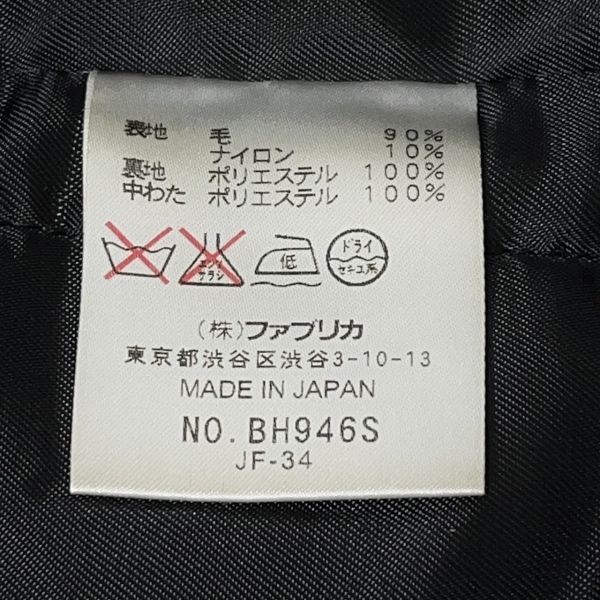 表地 毛 90%
ナイロン 10%
裏地 ポリエステル 100%
中わた ポリエステル 100%
エンソ サラシ 低 ドライ セキユ系
(株)ファブリカ
東京都渋谷区渋谷3-10-13
MADE IN JAPAN
NO. BH946S
JF-34